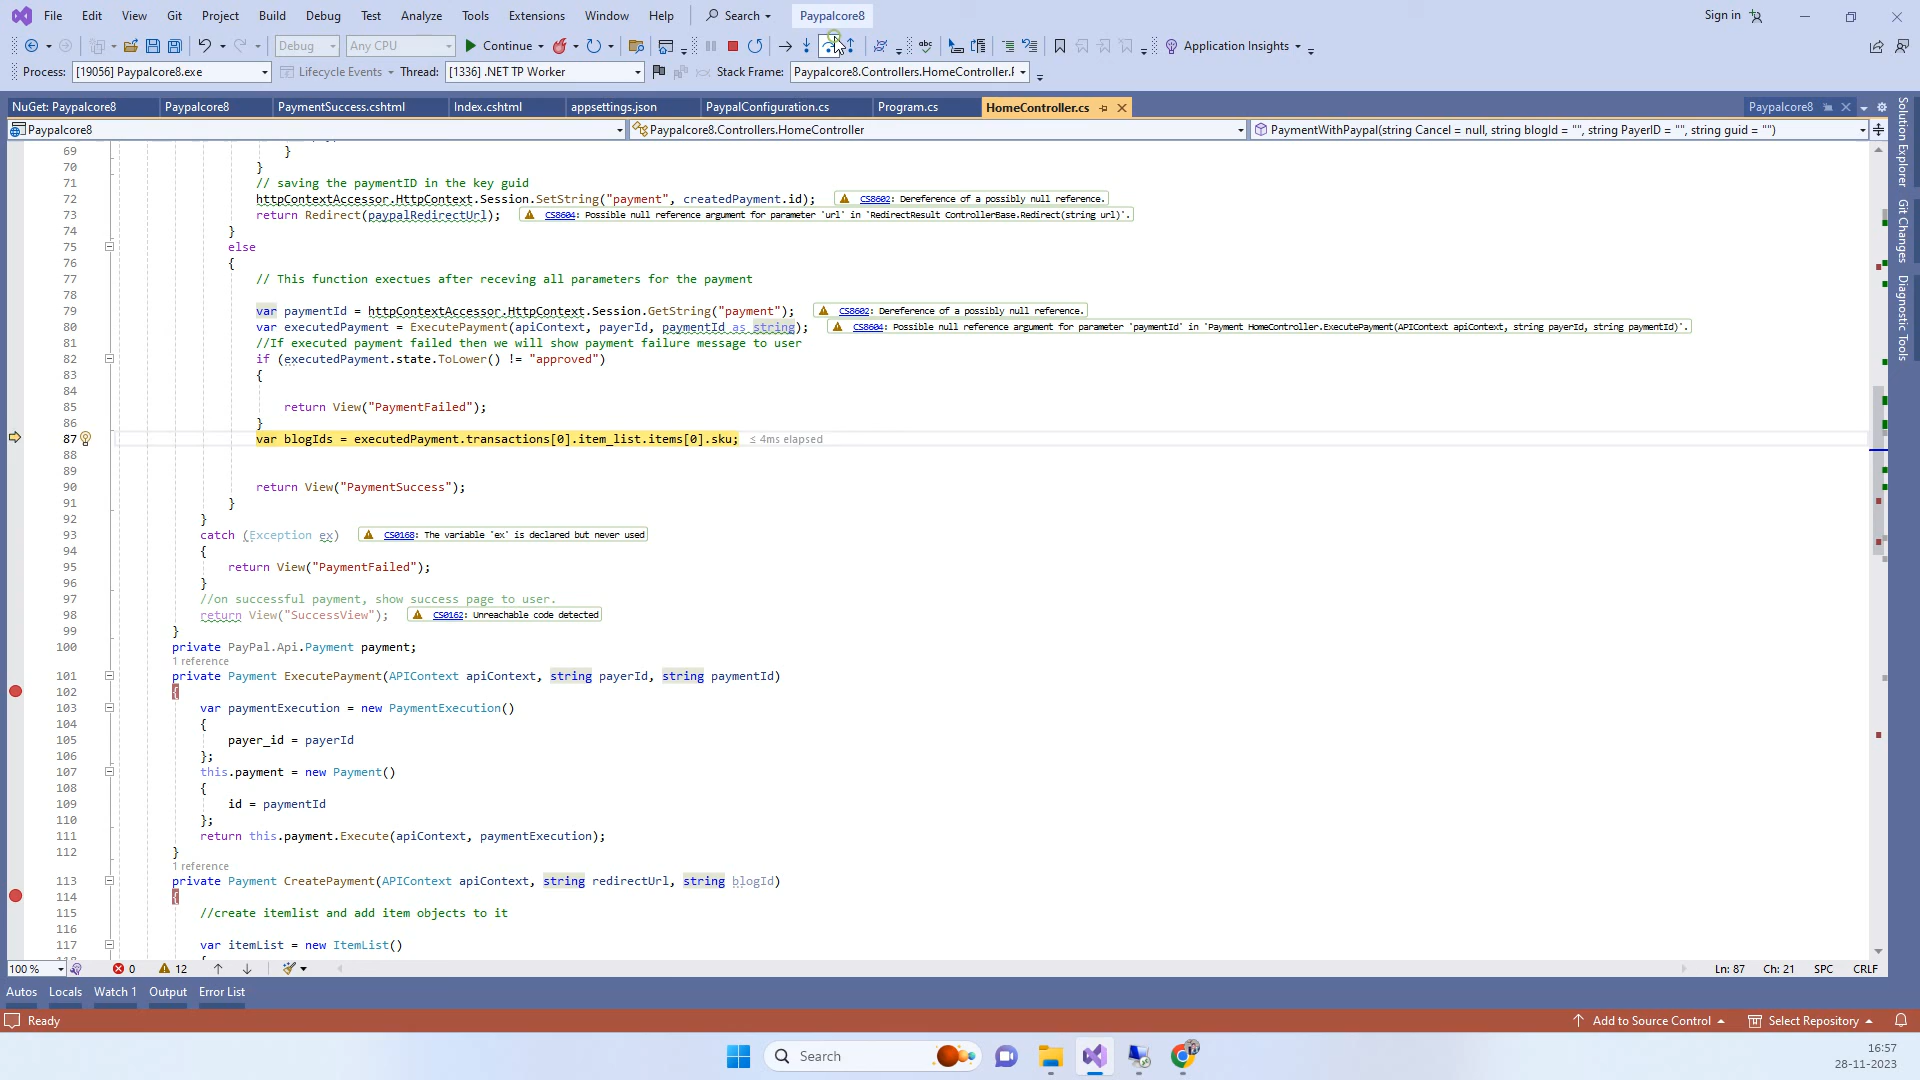 File Edit View Git Project Build Debug Test Analyze Tools Extensions Window Help Search Paypalcore8 Sign in
Debug Any CPU Continue Application Insights
Process: [19056] Paypalcore8.exe Lifecycle Events Thread: [1336] .NET TP Worker Stack Frame: Paypalcore8.Controllers.HomeController.F
NuGet: Paypalcore8 Paypalcore8 PaymentSuccess.cshtml Index.cshtml appsettings.json PaypalConfiguration.cs Program.cs HomeController.cs Paypalcore8
Paypalcore8 Paypalcore8.Controllers.HomeController PaymentWithPaypal(string Cancel = null, string blogId = "", string PayerID = "", string guid = "")
69 }
70 }
71 // saving the paymentID in the key guid
72 httpContextAccessor.HttpContext.Session.SetString("payment", createdPayment.id); CS8602: Dereference of a possibly null reference.
73 return Redirect(paypalRedirectUrl); CS8604: Possible null reference argument for parameter 'url' in 'RedirectResult ControllerBase.Redirect(string url)'.
74 }
75 else
76 {
77 // This function exectues after receving all parameters for the payment
78
79 var paymentId = httpContextAccessor.HttpContext.Session.GetString("payment"); CS8602: Dereference of a possibly null reference.
80 var executedPayment = ExecutePayment(apiContext, payerId, paymentId as string); CS8604: Possible null reference argument for parameter 'paymentId' in 'Payment HomeController.ExecutePayment(APIContext apiContext, string payerId, string paymentId)'.
81 //If executed payment failed then we will show payment failure message to user
82 if (executedPayment.state.ToLower() != "approved")
83 {
84
85 return View("PaymentFailed");
86 }
87 var blogIds = executedPayment.transactions[0].item_list.items[0].sku; ≤ 4ms elapsed
88
89
90 return View("PaymentSuccess");
91 }
92 }
93 catch (Exception ex) CS0168: The variable 'ex' is declared but never used
94 {
95 return View("PaymentFailed");
96 }
97 //on successful payment, show success page to user.
98 return View("SuccessView"); CS0162: Unreachable code detected
99 }
100 private PayPal.Api.Payment payment;
1 reference
101 private Payment ExecutePayment(APIContext apiContext, string payerId, string paymentId)
102 {
103 var paymentExecution = new PaymentExecution()
104 {
105 payer_id = payerId
106 };
107 this.payment = new Payment()
108 {
109 id = paymentId
110 };
111 return this.payment.Execute(apiContext, paymentExecution);
112 }
1 reference
113 private Payment CreatePayment(APIContext apiContext, string redirectUrl, string blogId)
114 {
115 //create itemlist and add item objects to it
116
117 var itemList = new ItemList()
118 {
Solution Explorer
Git Changes
Diagnostic Tools
100 % 0 12 Ln: 87 Ch: 21 SPC CRLF
Autos Locals Watch 1 Output Error List
Ready Add to Source Control Select Repository
Search
16:57
28-11-2023